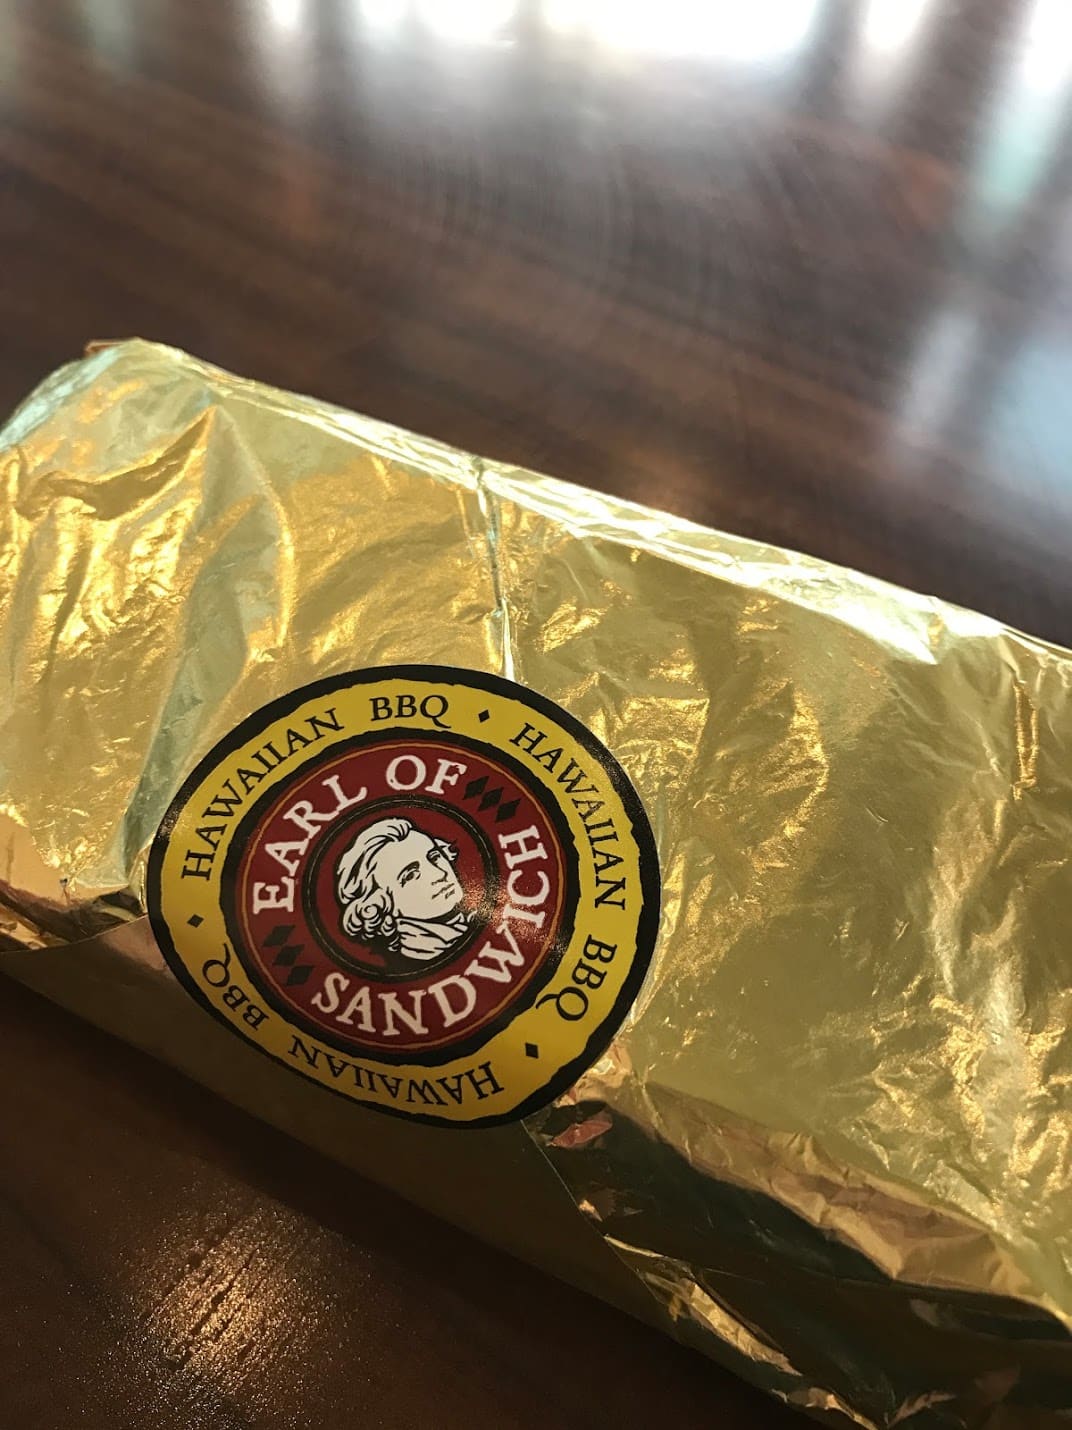 HAWAIIAN BBQ ♦ HAWAIIAN BBQ ♦ HAWAIIAN BBQ ♦
EARL OF
SANDWICH